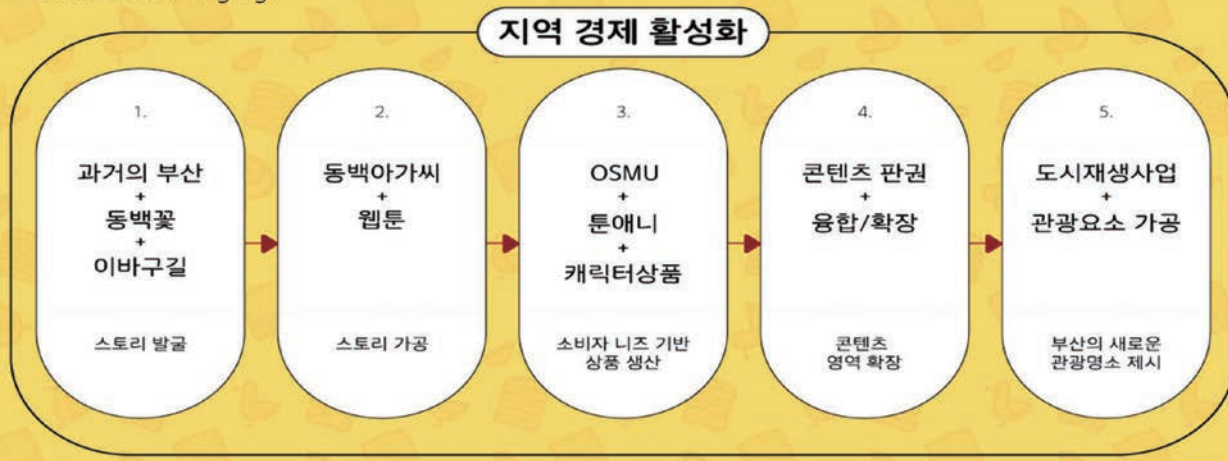 지역 경제 활성화
1.
과거의 부산
+
동백꽃
+
이바구길
스토리 발굴
2.
동백아가씨
+
웹툰
스토리 가공
3.
OSMU
+
툰애니
+
캐릭터상품
소비자 니즈 기반
상품 생산
4.
콘텐츠 판권
+
융합/확장
콘텐츠
영역 확장
5.
도시재생사업
+
관광요소 가공
부산의 새로운
관광명소 제시